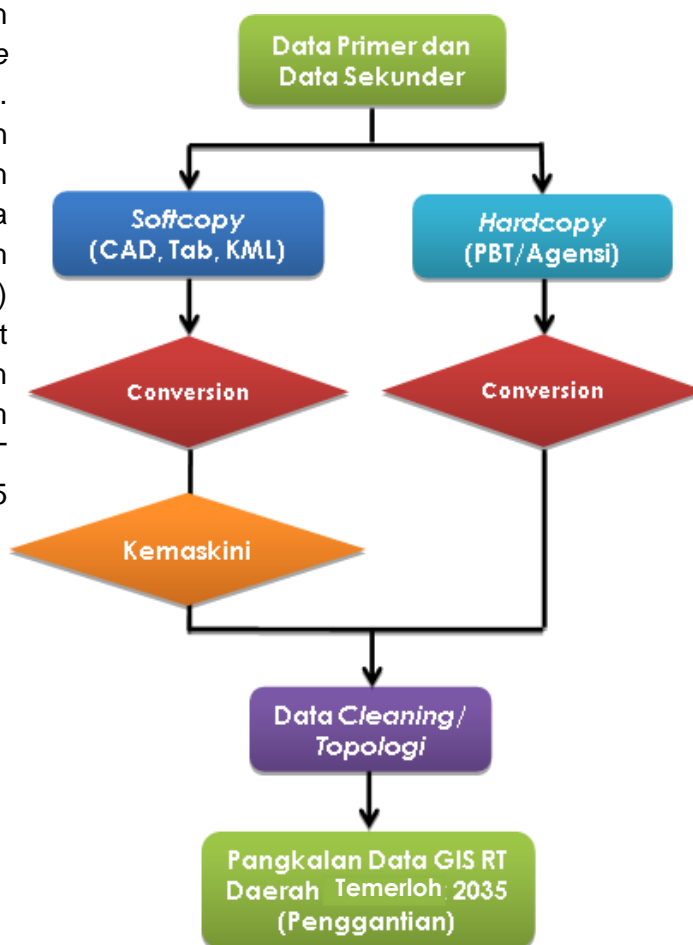 Data Primer dan
Data Sekunder
Softcopy
(CAD, Tab, KML)
Hardcopy
(PBT/Agensi)
Conversion
Conversion
Kemaskini
Data Cleaning/
Topologi
Pangkalan Data GIS RT
Daerah Temerloh 2035
(Penggantian)